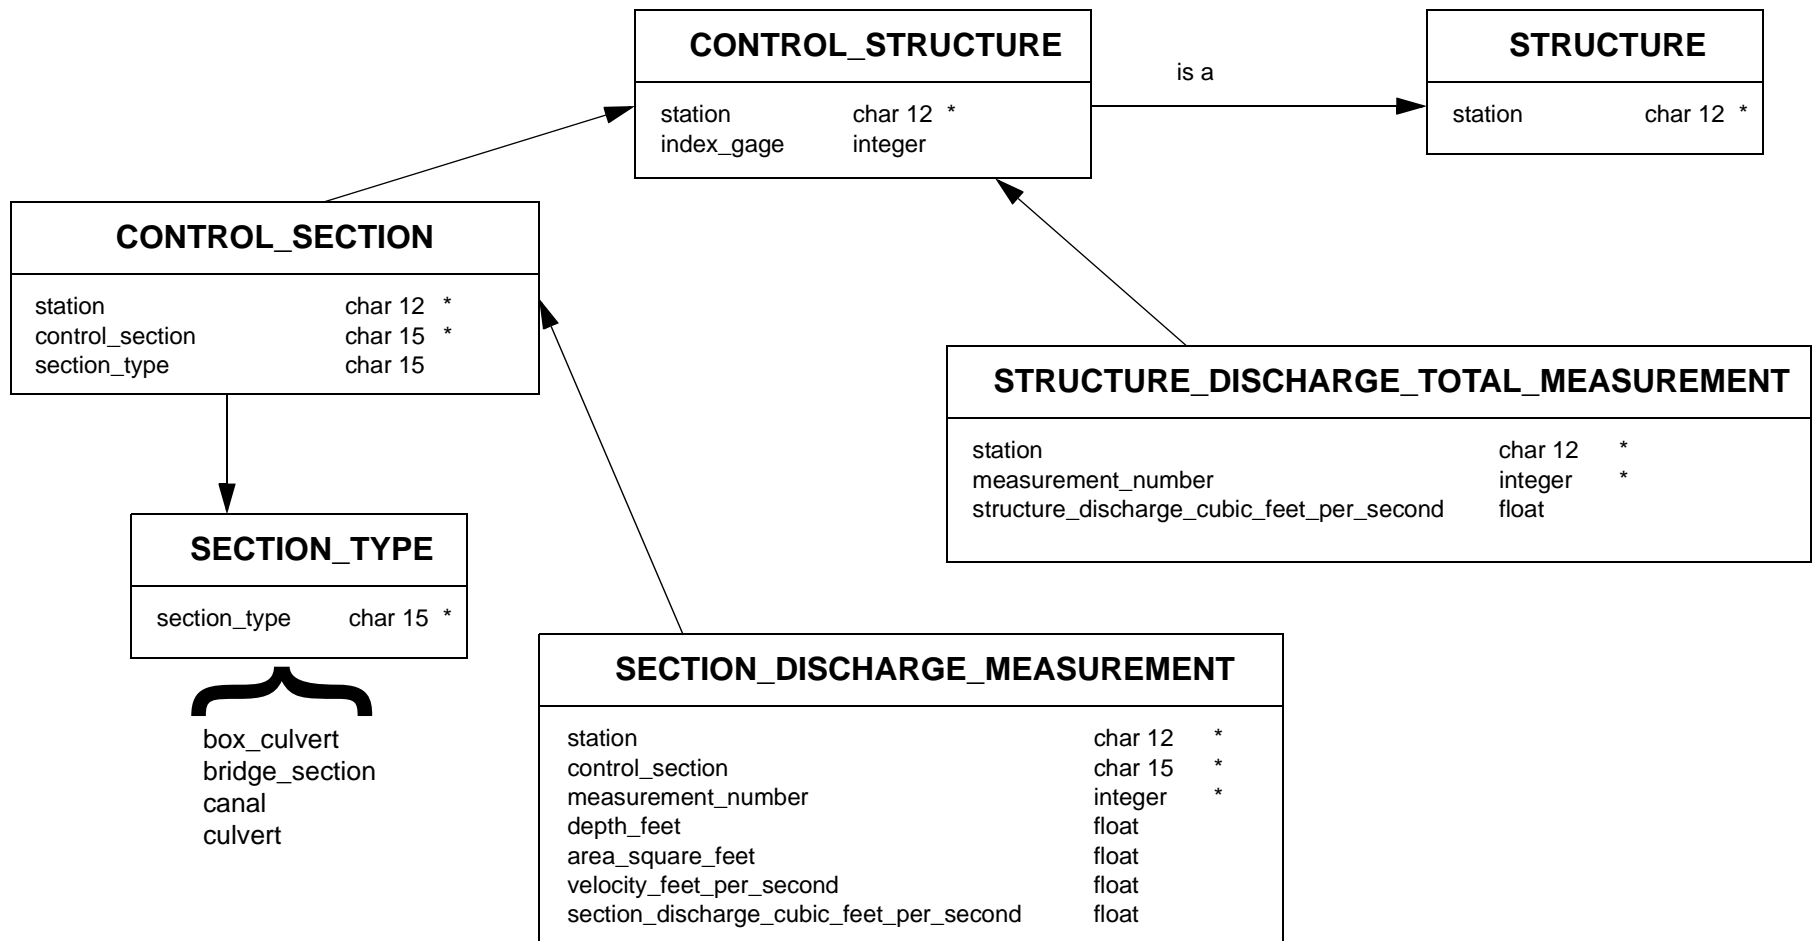 CONTROL_STRUCTURE
station char 12 *
index_gage integer
is a
STRUCTURE
station char 12 *
CONTROL_SECTION
station char 12 *
control_section char 15 *
section_type char 15
STRUCTURE_DISCHARGE_TOTAL_MEASUREMENT
station char 12 *
measurement_number integer *
structure_discharge_cubic_feet_per_second float
SECTION_TYPE
section_type char 15 *
box_culvert
bridge_section
canal
culvert
SECTION_DISCHARGE_MEASUREMENT
station char 12 *
control_section char 15 *
measurement_number integer *
depth_feet float
area_square_feet float
velocity_feet_per_second float
section_discharge_cubic_feet_per_second float